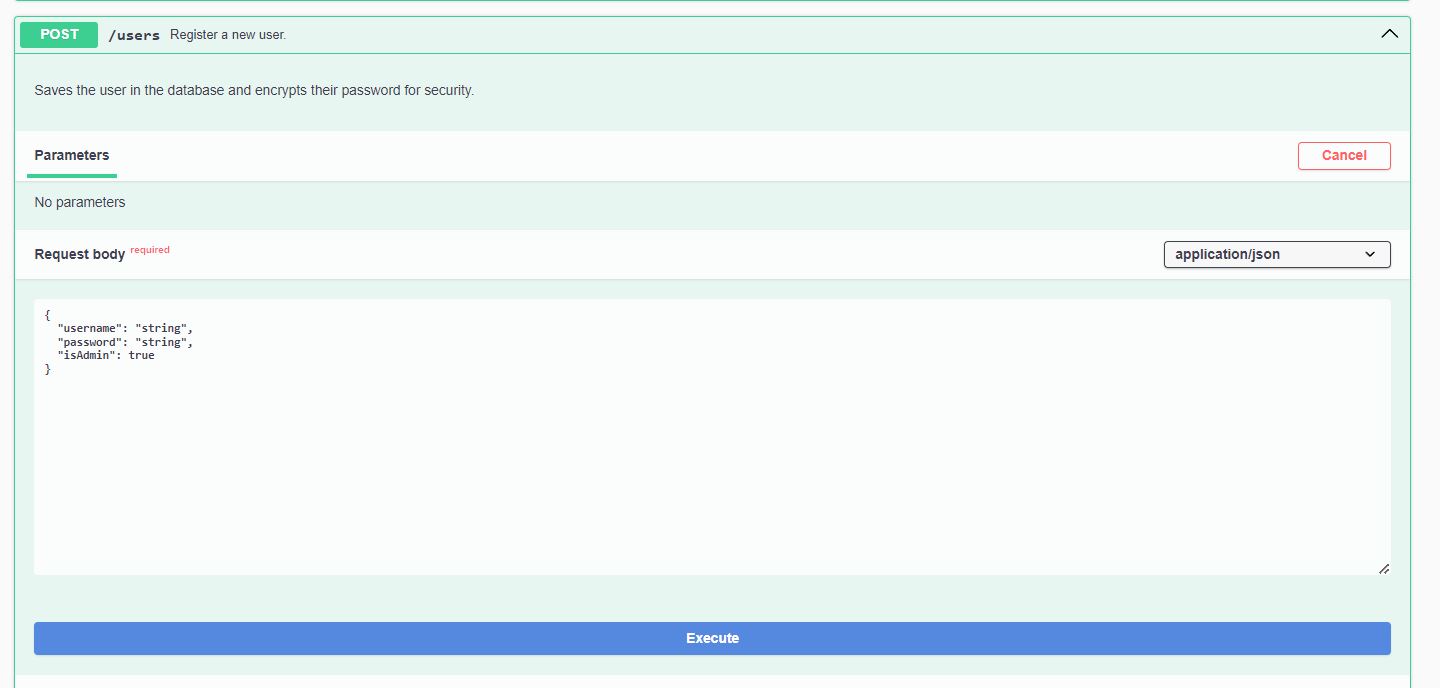 POST /users Register a new user.
Saves the user in the database and encrypts their password for security.
Parameters Cancel
No parameters
Request body required application/json
{
  "username": "string",
  "password": "string",
  "isAdmin": true
}
Execute